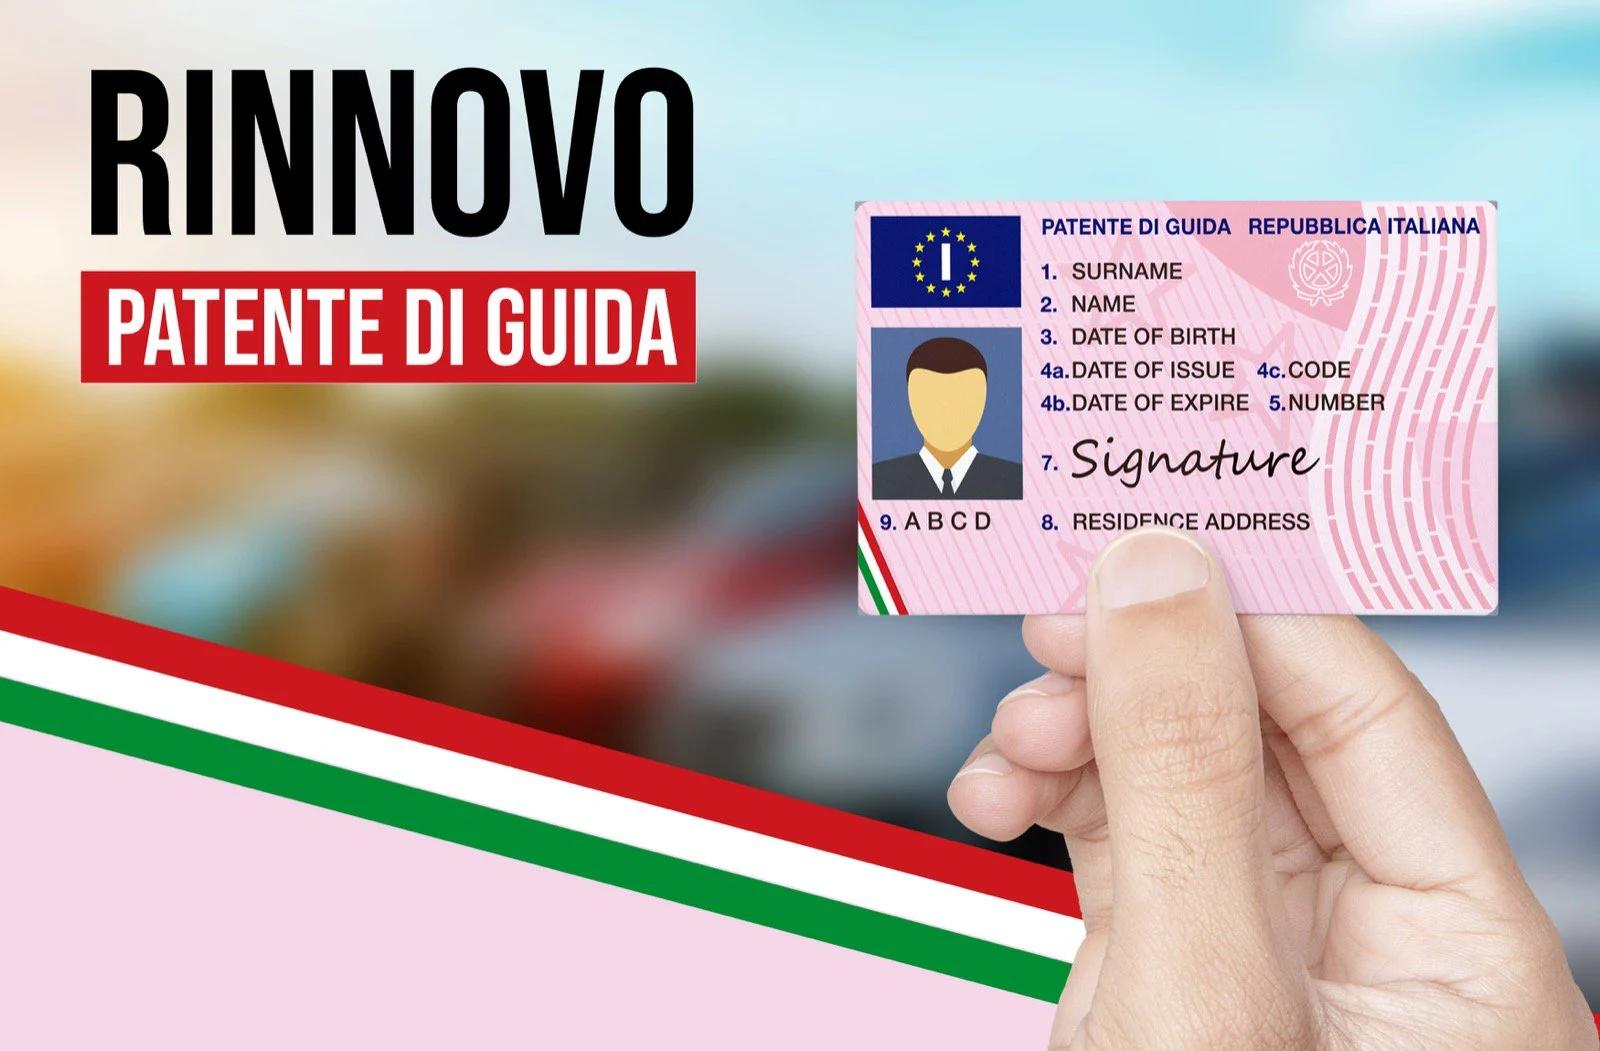 RINNOVO
PATENTE DI GUIDA
I
PATENTE DI GUIDA REPUBBLICA ITALIANA
1. SURNAME
2. NAME
3. DATE OF BIRTH
4a. DATE OF ISSUE 4c. CODE
4b. DATE OF EXPIRE 5. NUMBER
7. Signature
9. A B C D 8. RESIDENCE ADDRESS